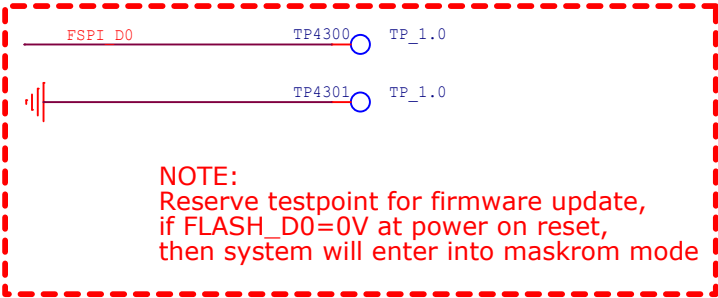 FSPI_D0 TP4300 TP_1.0
TP4301 TP_1.0
NOTE:
Reserve testpoint for firmware update,
if FLASH_D0=0V at power on reset,
then system will enter into maskrom mode